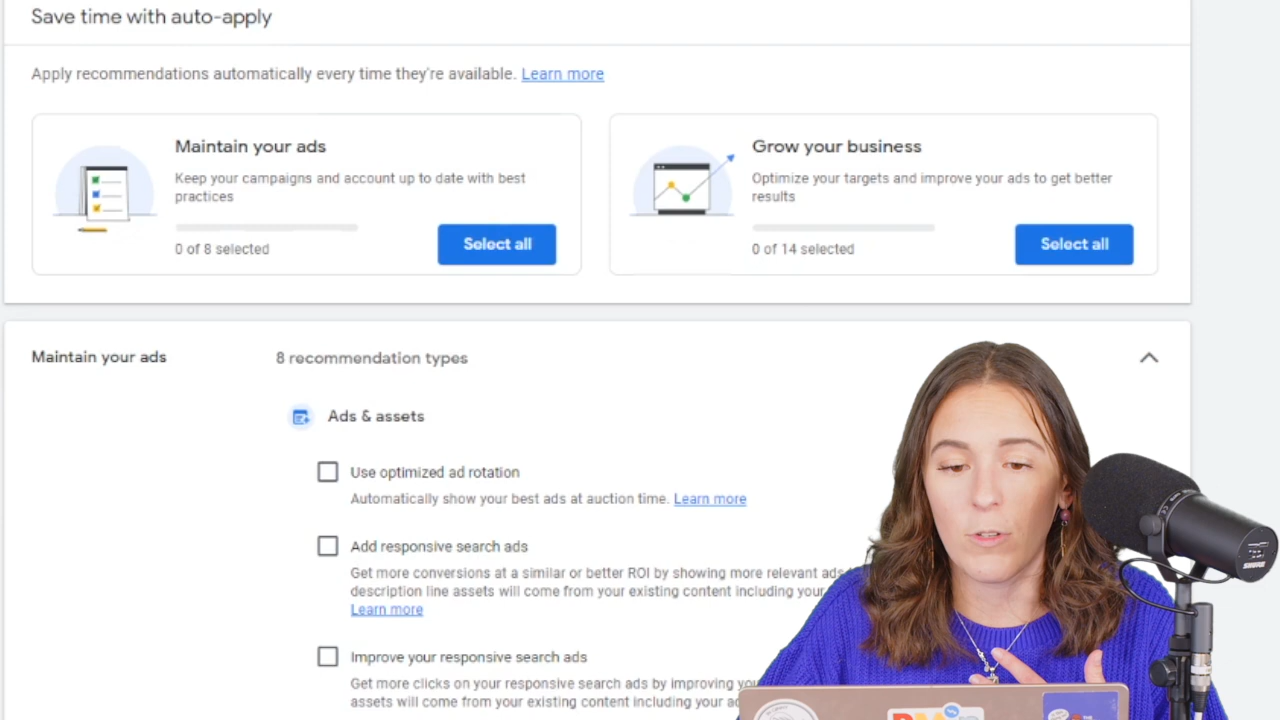 Save time with auto-apply
Apply recommendations automatically every time they're available. Learn more
Maintain your ads
Keep your campaigns and account up to date with best
practices
0 of 8 selected
Select all
Grow your business
Optimize your targets and improve your ads to get better
results
0 of 14 selected
Select all
Maintain your ads
8 recommendation types
Ads & assets
Use optimized ad rotation
Automatically show your best ads at auction time. Learn more
Add responsive search ads
Get more conversions at a similar or better ROI by showing more relevant ads
description line assets will come from your existing content including your
Learn more
Improve your responsive search ads
Get more clicks on your responsive search ads by improving
assets will come from your existing content including your
SHURE